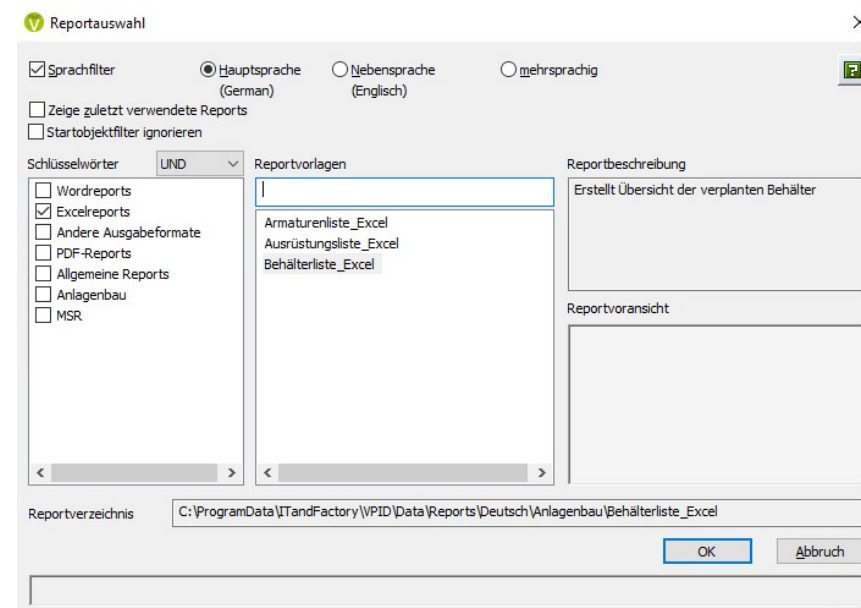 Reportauswahl
Sprachfilter Hauptsprache Nebensprache mehrsprachig
(German) (Englisch)
Zeige zuletzt verwendete Reports
Startobjektfilter ignorieren
Schlüsselwörter UND Reportvorlagen Reportbeschreibung
Wordreports
Excelreports
Andere Ausgabeformate
PDF-Reports
Allgemeine Reports
Anlagenbau
MSR
Armaturenliste_Excel
Ausrüstungsliste_Excel
Behälterliste_Excel
Erstellt Übersicht der verplanten Behälter
Reportvoransicht
Reportverzeichnis C:\ProgramData\ITandFactory\VPID\Data\Reports\Deutsch\Anlagenbau\Behälterliste_Excel
OK Abbruch